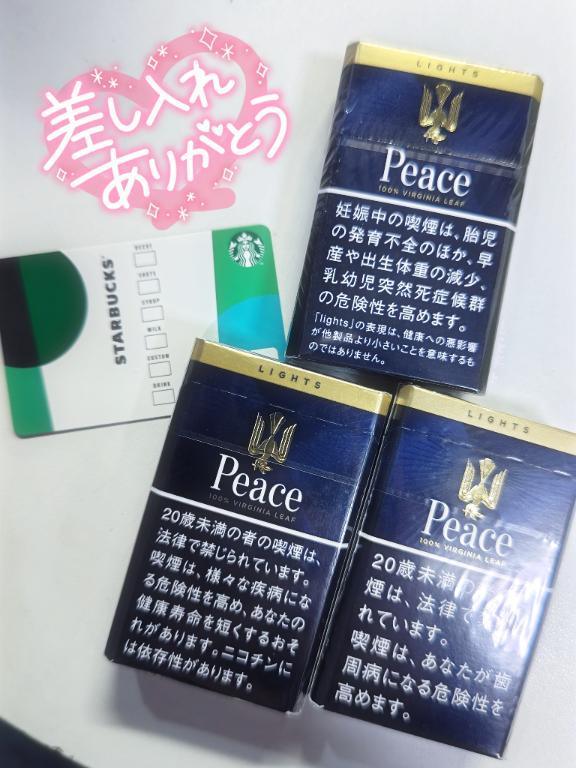 差し入れ
ありがとう
STARBUCKS
DECAF
SHOTS
SYRUP
MILK
CUSTOM
DRINK
LIGHTS
Peace
100% VIRGINIA LEAF
妊娠中の喫煙は、胎児
の発育不全のほか、早
産や出生体重の減少、
乳幼児突然死症候群
の危険性を高めます。
「lights」の表現は、健康への悪影響
が他製品より小さいことを意味するも
のではありません。
LIGHTS
Peace
100% VIRGINIA LEAF
20歳未満の者の喫煙は、
法律で禁じられています。
喫煙は、様々な疾病にな
る危険性を高め、あなたの
健康寿命を短くするおそ
れがあります。ニコチンに
は依存性があります。
LIGHTS
Peace
100% VIRGINIA LEAF
20歳未満の
煙は、法律で
れています。
喫煙は、あなたが歯
周病になる危険性を
高めます。